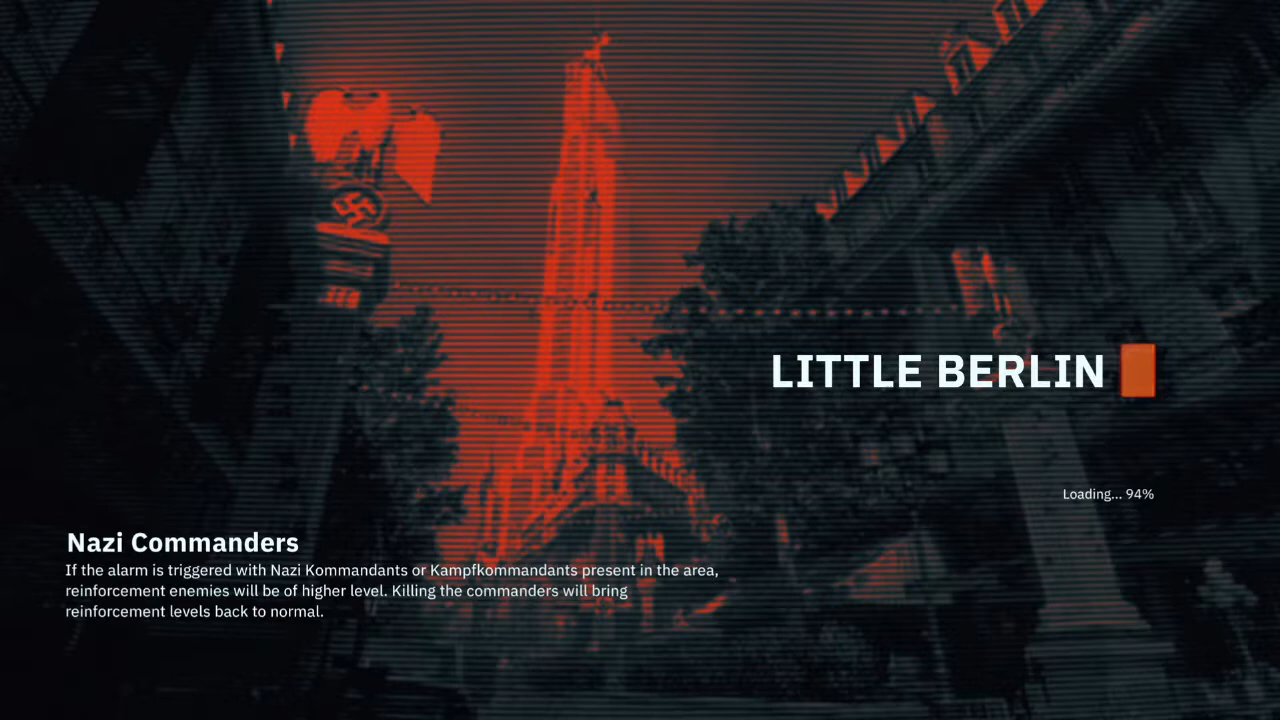 LITTLE BERLIN
Loading... 94%
Nazi Commanders
If the alarm is triggered with Nazi Kommandants or Kampfkommandants present in the area,
reinforcement enemies will be of higher level. Killing the commanders will bring
reinforcement levels back to normal.